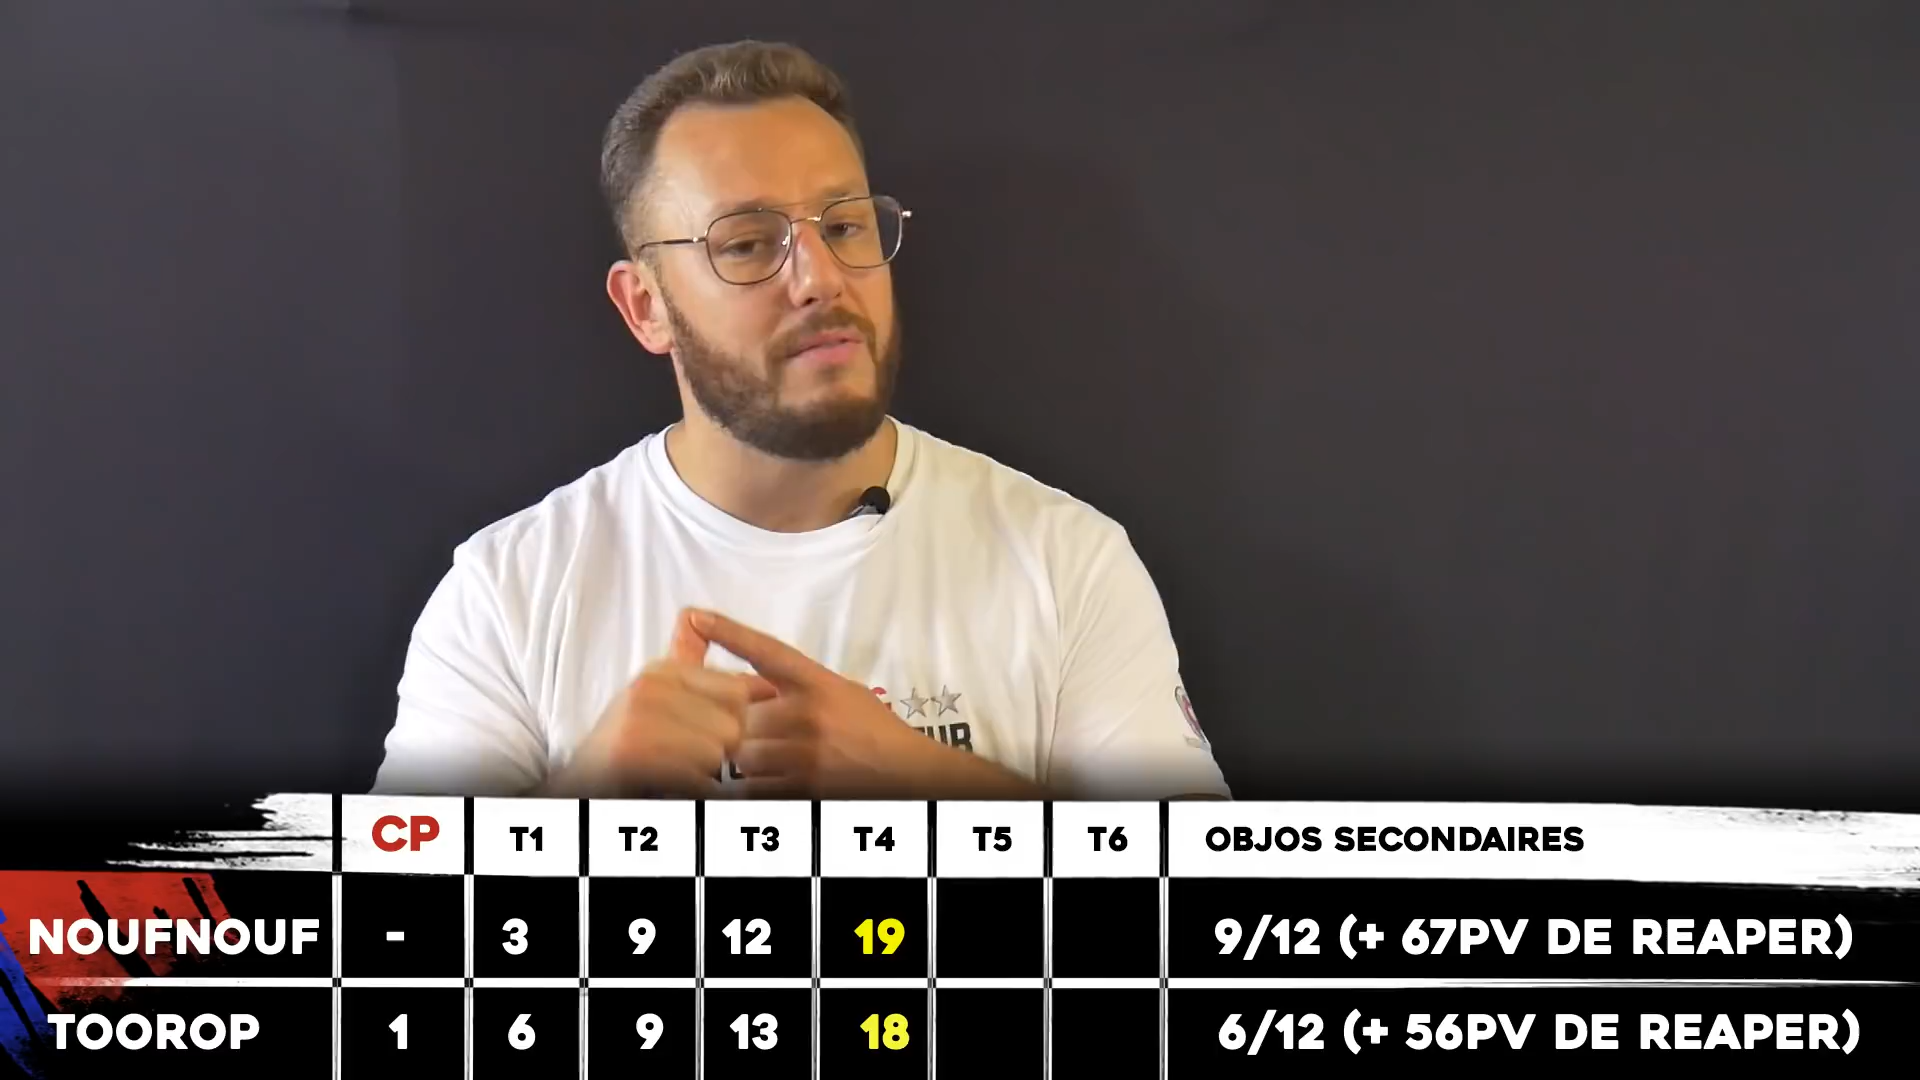 CP T1 T2 T3 T4 T5 T6 OBJOS SECONDAIRES
NOUFNOUF - 3 9 12 19 9/12 (+ 67PV DE REAPER)
TOOROP 1 6 9 13 18 6/12 (+ 56PV DE REAPER)